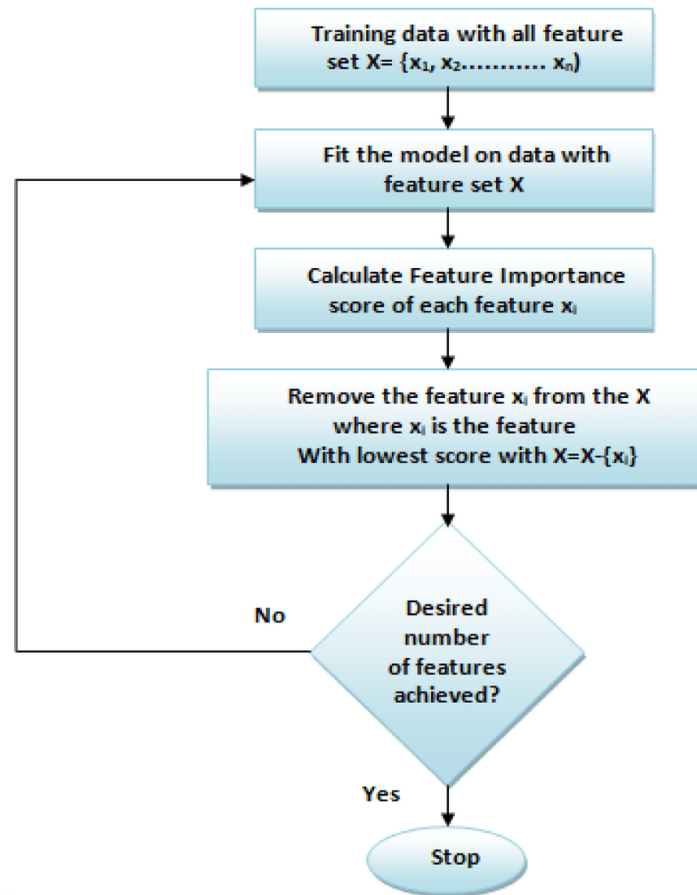 Training data with all feature
set X= {x₁, x₂........... xₙ)
Fit the model on data with
feature set X
Calculate Feature Importance
score of each feature xᵢ
Remove the feature xᵢ from the X
where xᵢ is the feature
With lowest score with X=X-{xᵢ}
Desired
number
of features
achieved?
No
Yes
Stop